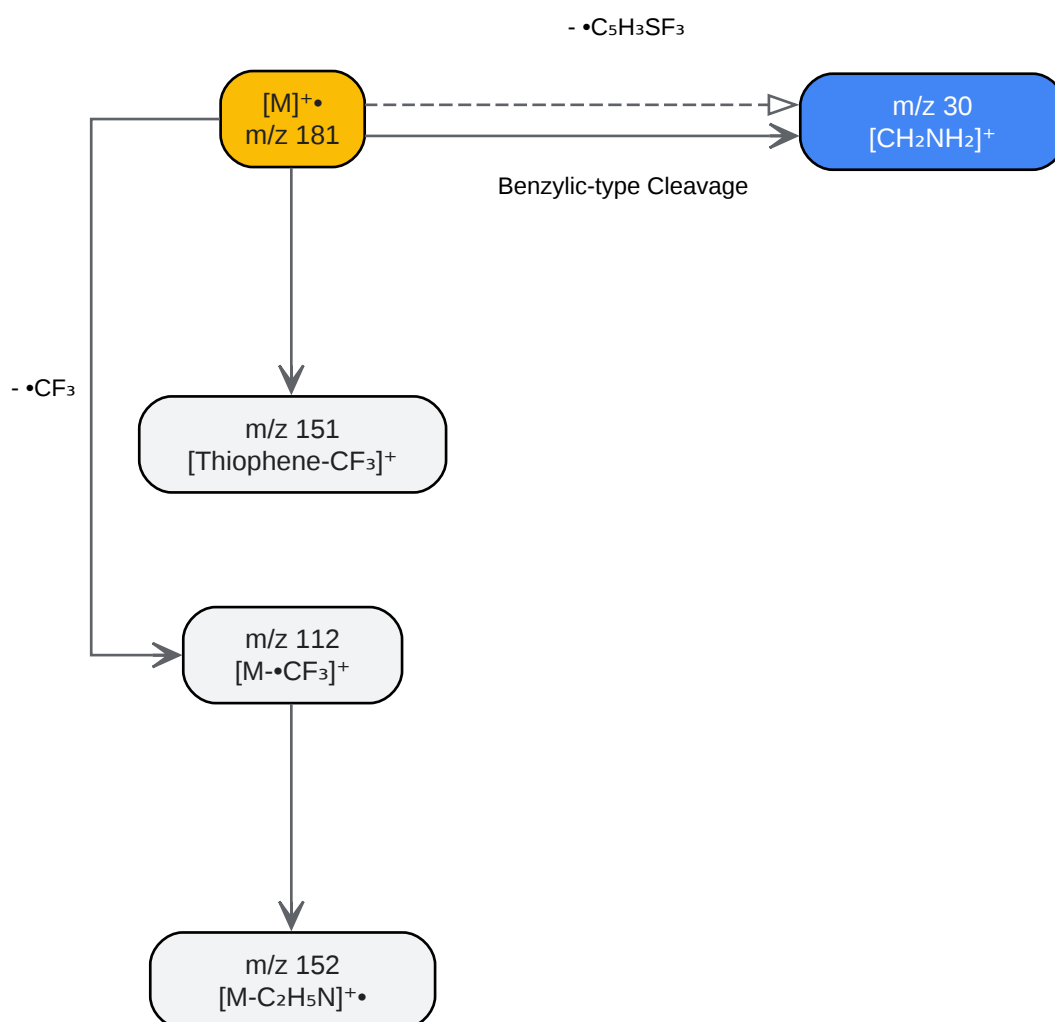 - •C₅H₃SF₃
[M]⁺•
m/z 181
m/z 30
[CH₂NH₂]⁺
Benzylic-type Cleavage
- •CF₃
m/z 151
[Thiophene-CF₃]⁺
m/z 112
[M-•CF₃]⁺
m/z 152
[M-C₂H₅N]⁺•